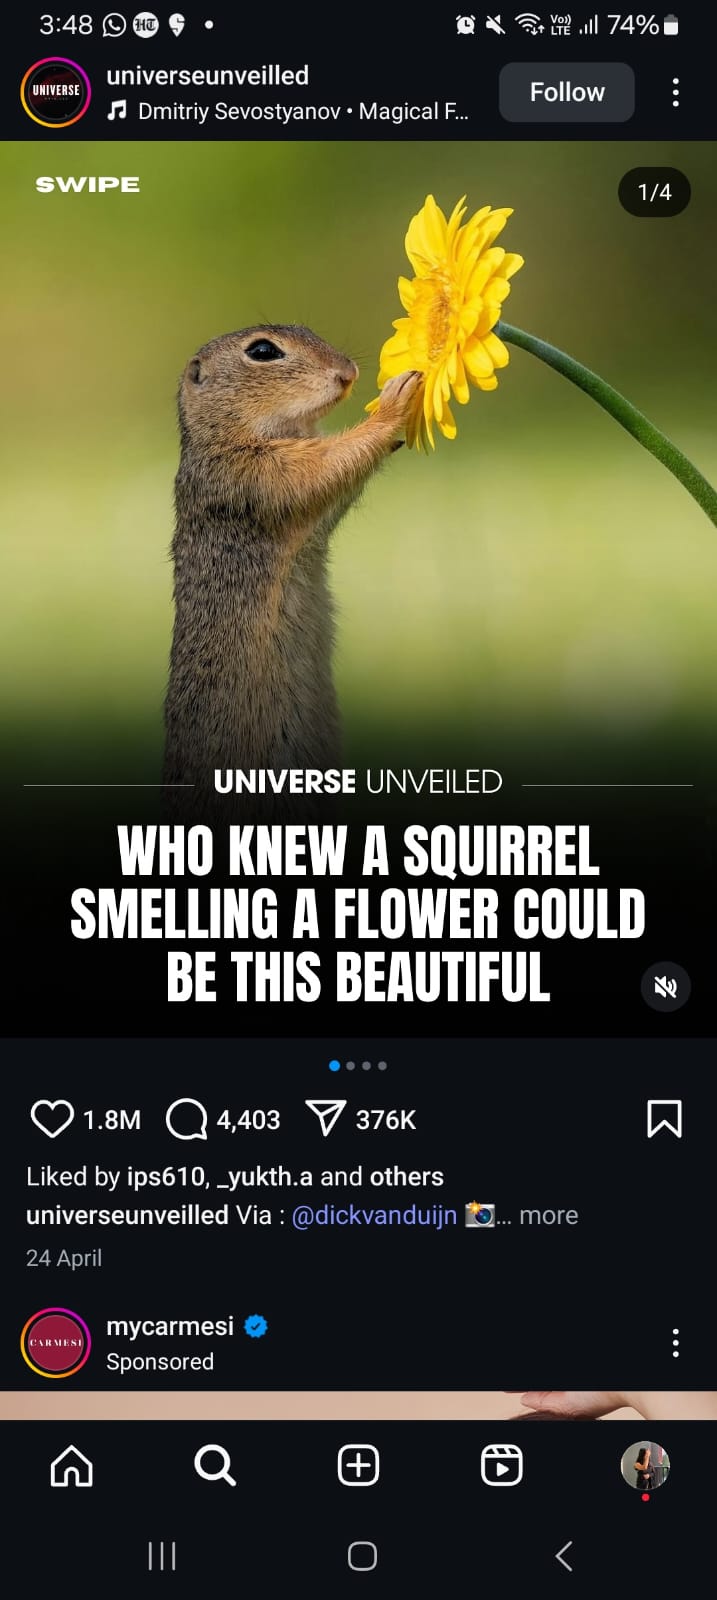 3:48 HT Vo)) LTE 74%
UNIVERSE
universeunveilled
Dmitriy Sevostyanov • Magical F...
Follow
SWIPE
1/4
UNIVERSE UNVEILED
WHO KNEW A SQUIRREL
SMELLING A FLOWER COULD
BE THIS BEAUTIFUL
1.8M 4,403 376K
Liked by ips610, _yukth.a and others
universeunveilled Via : @dickvanduijn 📸... more
24 April
CARMESI
mycarmesi
Sponsored